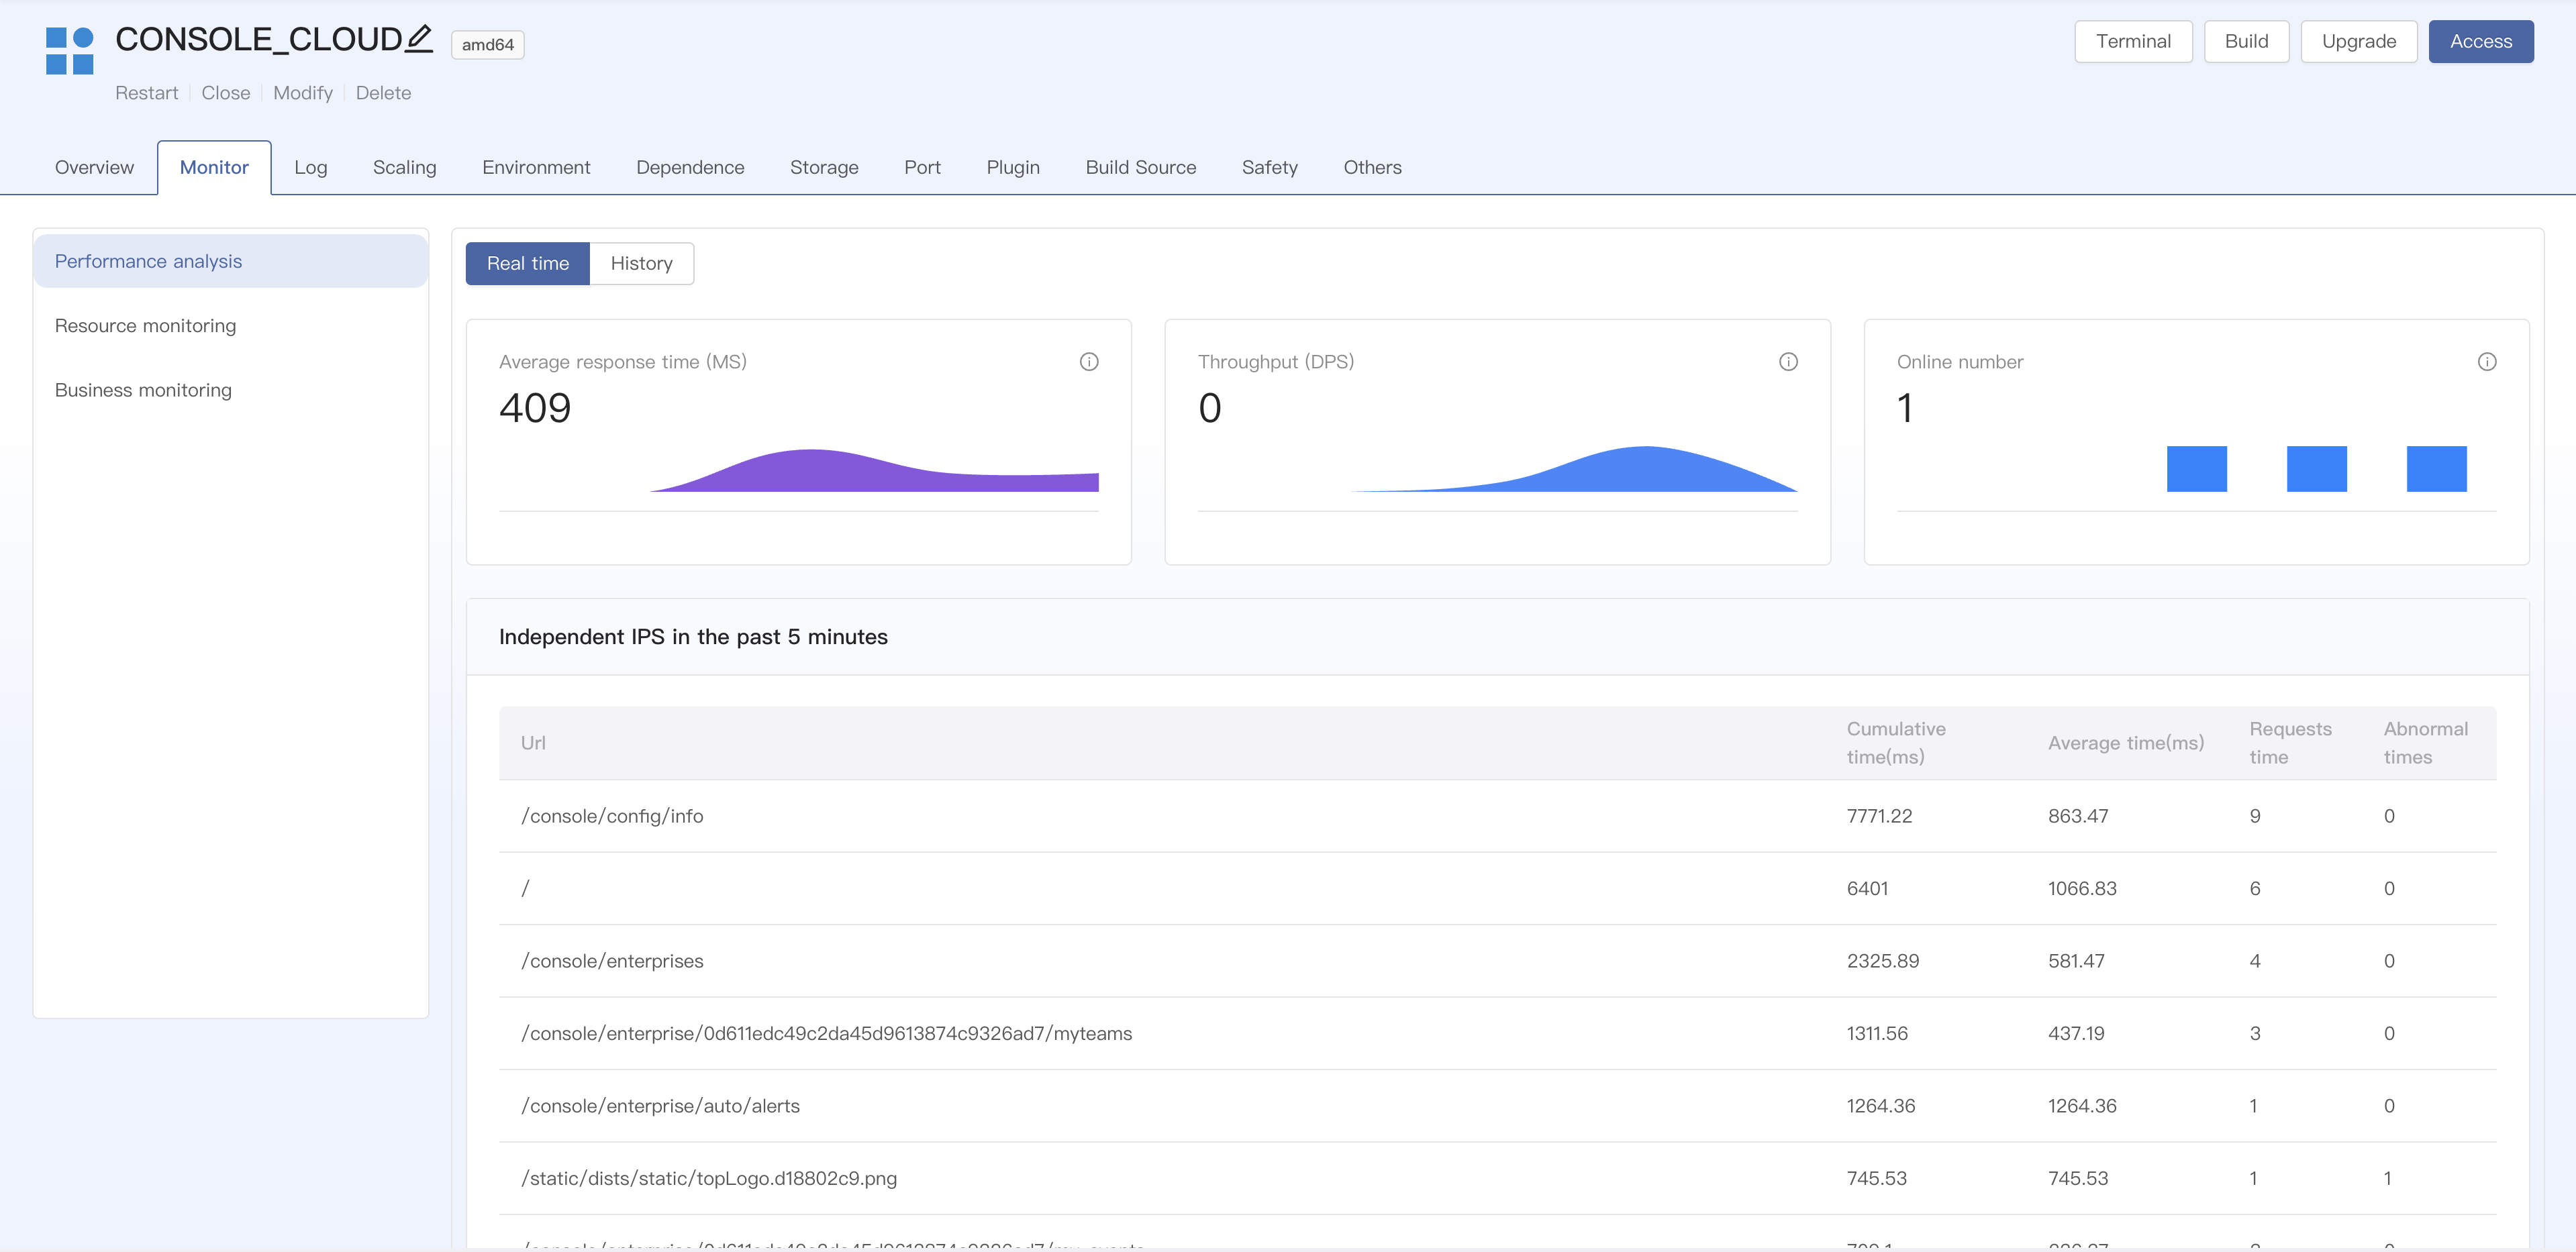 CONSOLE_CLOUD amd64
Terminal Build Upgrade Access
Restart Close Modify Delete
Overview Monitor Log Scaling Environment Dependence Storage Port Plugin Build Source Safety Others
Performance analysis
Resource monitoring
Business monitoring
Real time History
Average response time (MS)
409
Throughput (DPS)
0
Online number
1
Independent IPS in the past 5 minutes
Url Cumulative time(ms) Average time(ms) Requests time Abnormal times
/console/config/info 7771.22 863.47 9 0
/ 6401 1066.83 6 0
/console/enterprises 2325.89 581.47 4 0
/console/enterprise/0d611edc49c2da45d9613874c9326ad7/myteams 1311.56 437.19 3 0
/console/enterprise/auto/alerts 1264.36 1264.36 1 0
/static/dists/static/topLogo.d18802c9.png 745.53 745.53 1 1